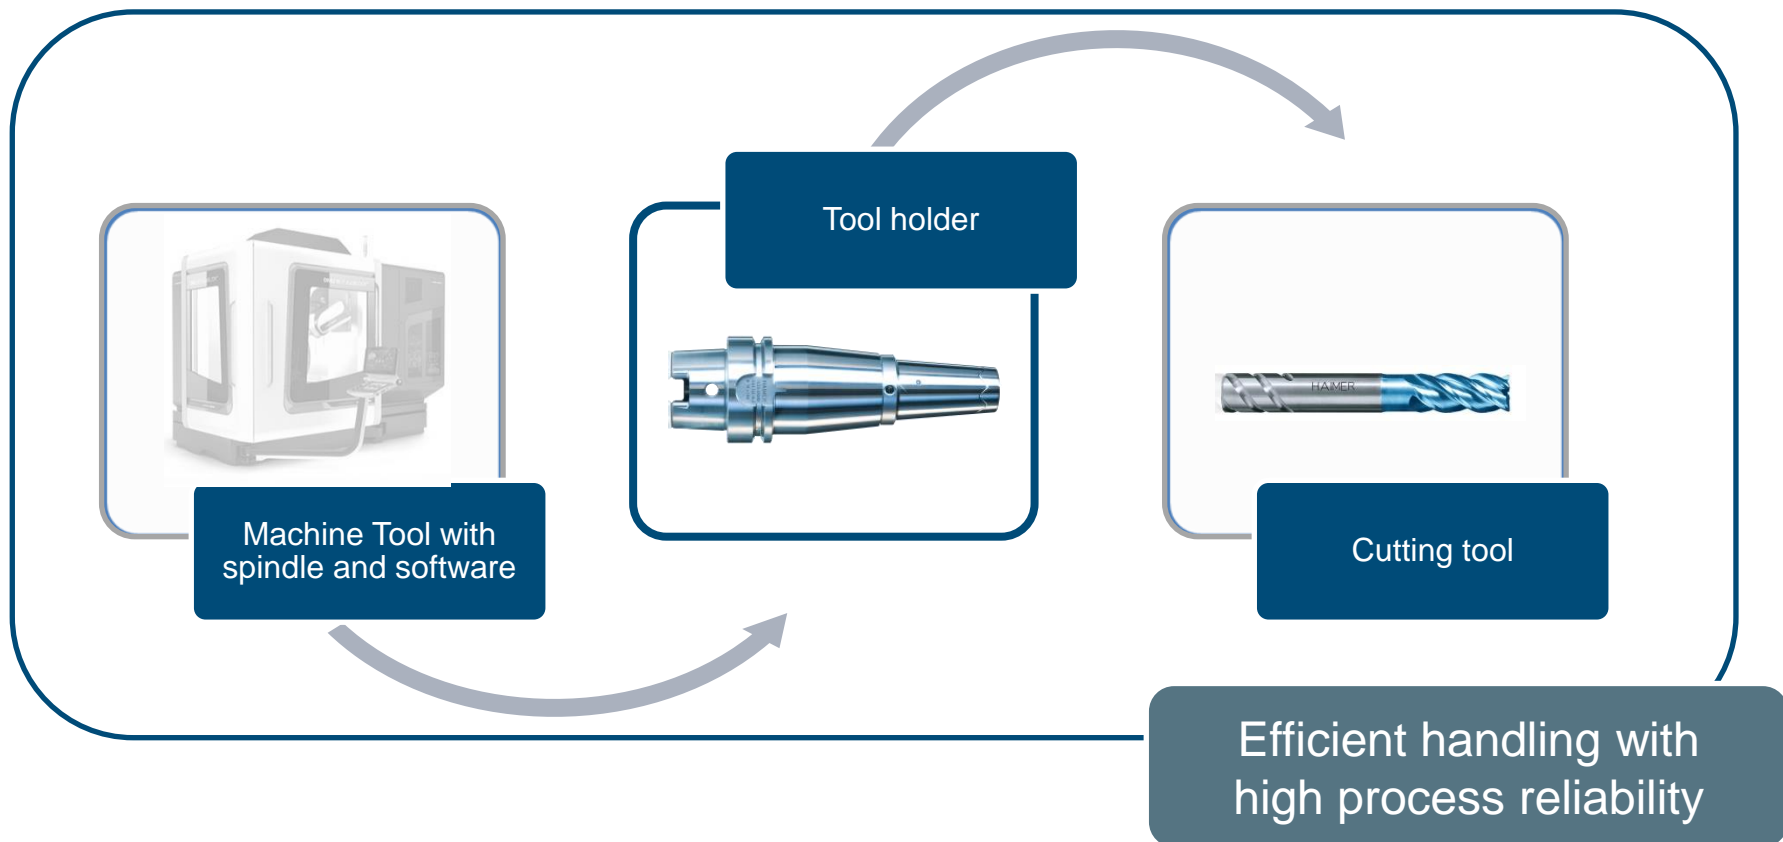 Tool holder
HAIMER
Machine Tool with
spindle and software
Cutting tool
Efficient handling with
high process reliability